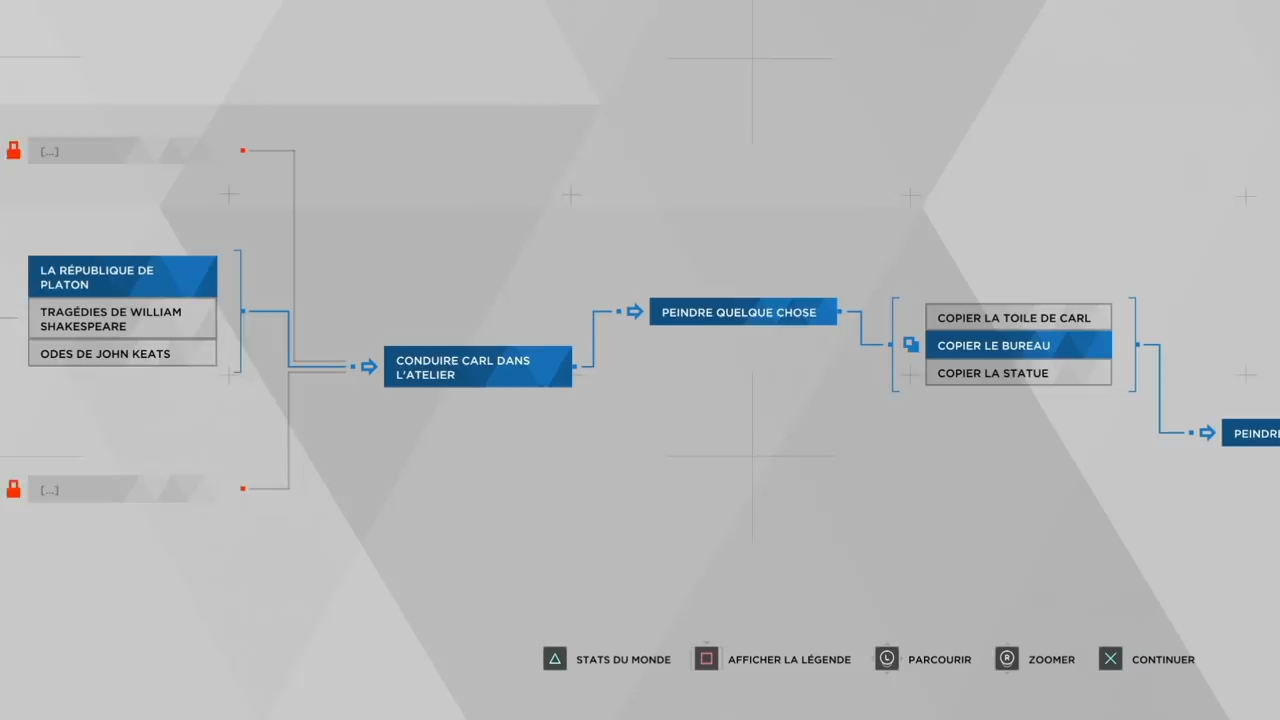 [...]
LA RÉPUBLIQUE DE
PLATON
TRAGÉDIES DE WILLIAM
SHAKESPEARE
ODES DE JOHN KEATS
[...]
CONDUIRE CARL DANS
L'ATELIER
PEINDRE QUELQUE CHOSE
COPIER LA TOILE DE CARL
COPIER LE BUREAU
COPIER LA STATUE
PEINDRE
STATS DU MONDE
AFFICHER LA LÉGENDE
L PARCOURIR
R ZOOMER
CONTINUER